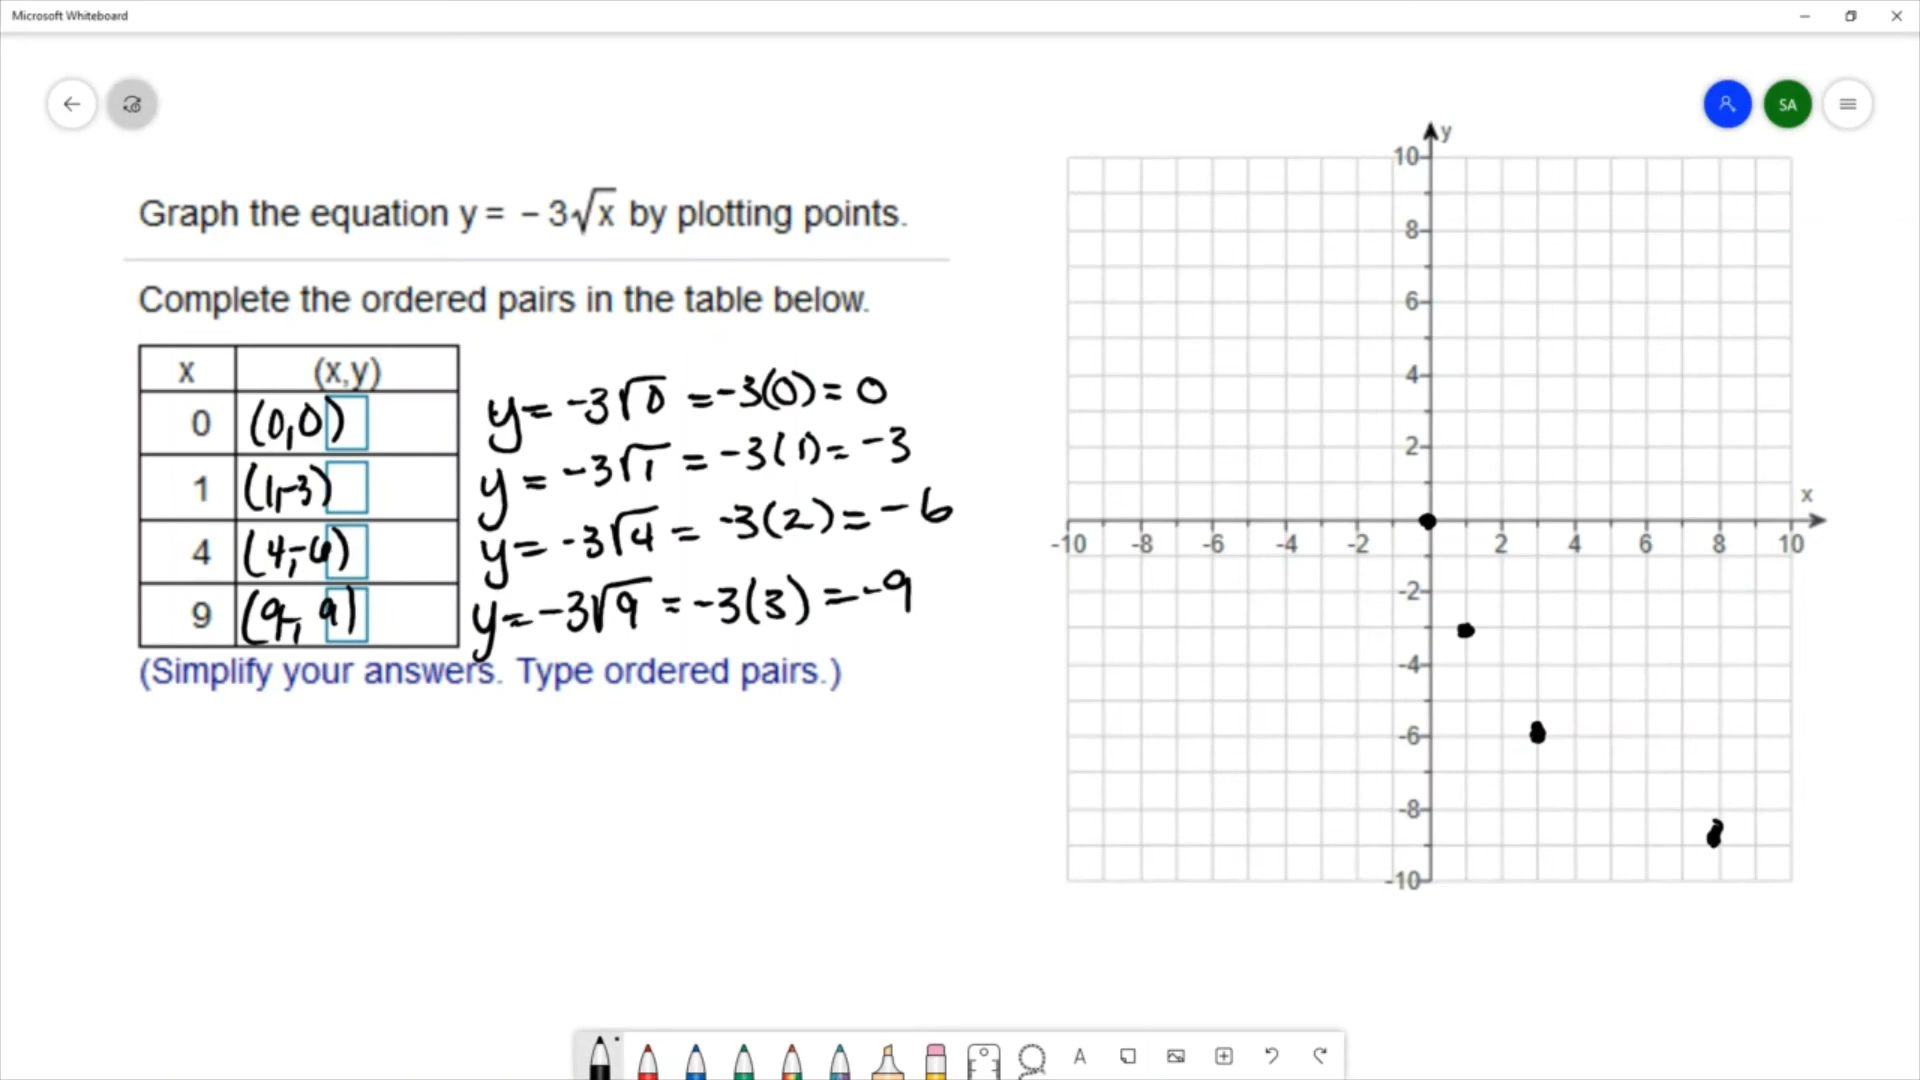 Microsoft Whiteboard
SA
Graph the equation y = − 3√x by plotting points.
Complete the ordered pairs in the table below.
x (x,y)
0 (0,0)
1 (1,-3)
4 (4,-6)
9 (9,-9)
(Simplify your answers. Type ordered pairs.)
y = -3√0 = -3(0) = 0
y = -3√1 = -3(1) = -3
y = -3√4 = -3(2) = -6
y = -3√9 = -3(3) = -9
y
10
8
6
4
2
x
-10 -8 -6 -4 -2 2 4 6 8 10
-2
-4
-6
-8
-10
A